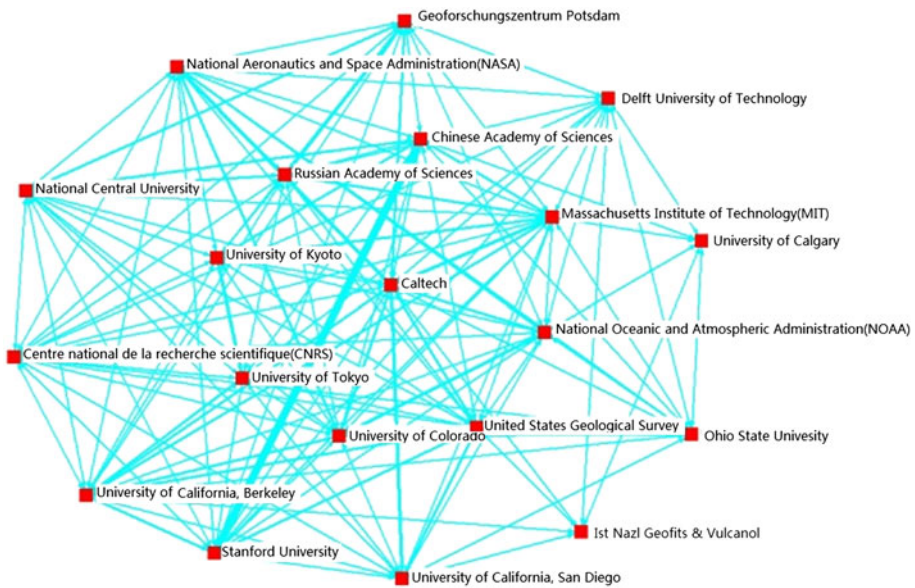 Geoforschungszentrum Potsdam
National Aeronautics and Space Administration(NASA)
Delft University of Technology
Chinese Academy of Sciences
Russian Academy of Sciences
National Central University
Massachusetts Institute of Technology(MIT)
University of Calgary
University of Kyoto
Caltech
National Oceanic and Atmospheric Administration(NOAA)
Centre national de la recherche scientifique(CNRS)
University of Tokyo
United States Geological Survey
University of Colorado
Ohio State Univesity
University of California, Berkeley
Ist Nazl Geofits & Vulcanol
Stanford University
University of California, San Diego